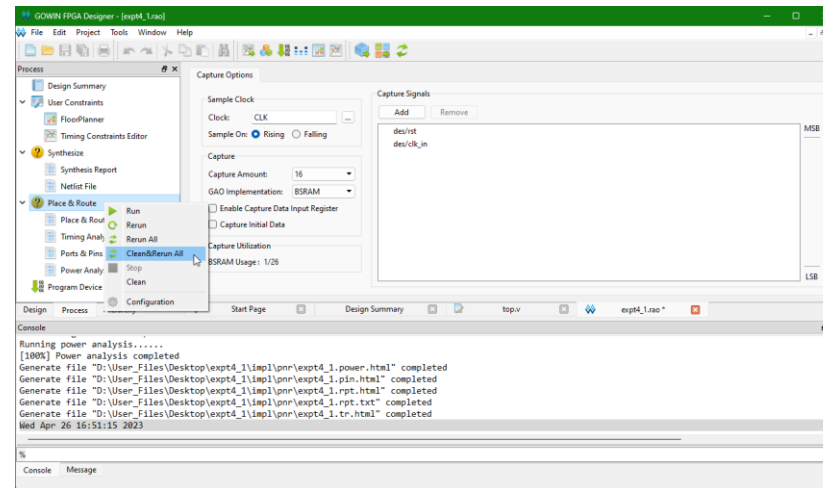 GOWIN FPGA Designer - [expt4_1.rao]
File Edit Project Tools Window Help
Process
Design Summary
User Constraints
FloorPlanner
Timing Constraints Editor
Synthesize
Synthesis Report
Netlist File
Place & Route
Place & Rout
Timing Analy
Ports & Pins
Power Analy
Program Device
Run
Rerun
Rerun All
Clean&Rerun All
Stop
Clean
Configuration
Design Process
Capture Options
Sample Clock
Clock: CLK ...
Sample On: Rising Falling
Capture
Capture Amount: 16
GAO Implementation: BSRAM
Enable Capture Data Input Register
Capture Initial Data
Capture Utilization
BSRAM Usage: 1/26
Capture Signals
Add Remove
des/rst
des/clk_in
MSB
LSB
Start Page Design Summary top.v expt4_1.rao *
Console
Running power analysis......
[100%] Power analysis completed
Generate file "D:\User_Files\Desktop\expt4_1\impl\pnr\expt4_1.power.html" completed
Generate file "D:\User_Files\Desktop\expt4_1\impl\pnr\expt4_1.pin.html" completed
Generate file "D:\User_Files\Desktop\expt4_1\impl\pnr\expt4_1.rpt.html" completed
Generate file "D:\User_Files\Desktop\expt4_1\impl\pnr\expt4_1.rpt.txt" completed
Generate file "D:\User_Files\Desktop\expt4_1\impl\pnr\expt4_1.tr.html" completed
Wed Apr 26 16:51:15 2023
%
Console Message